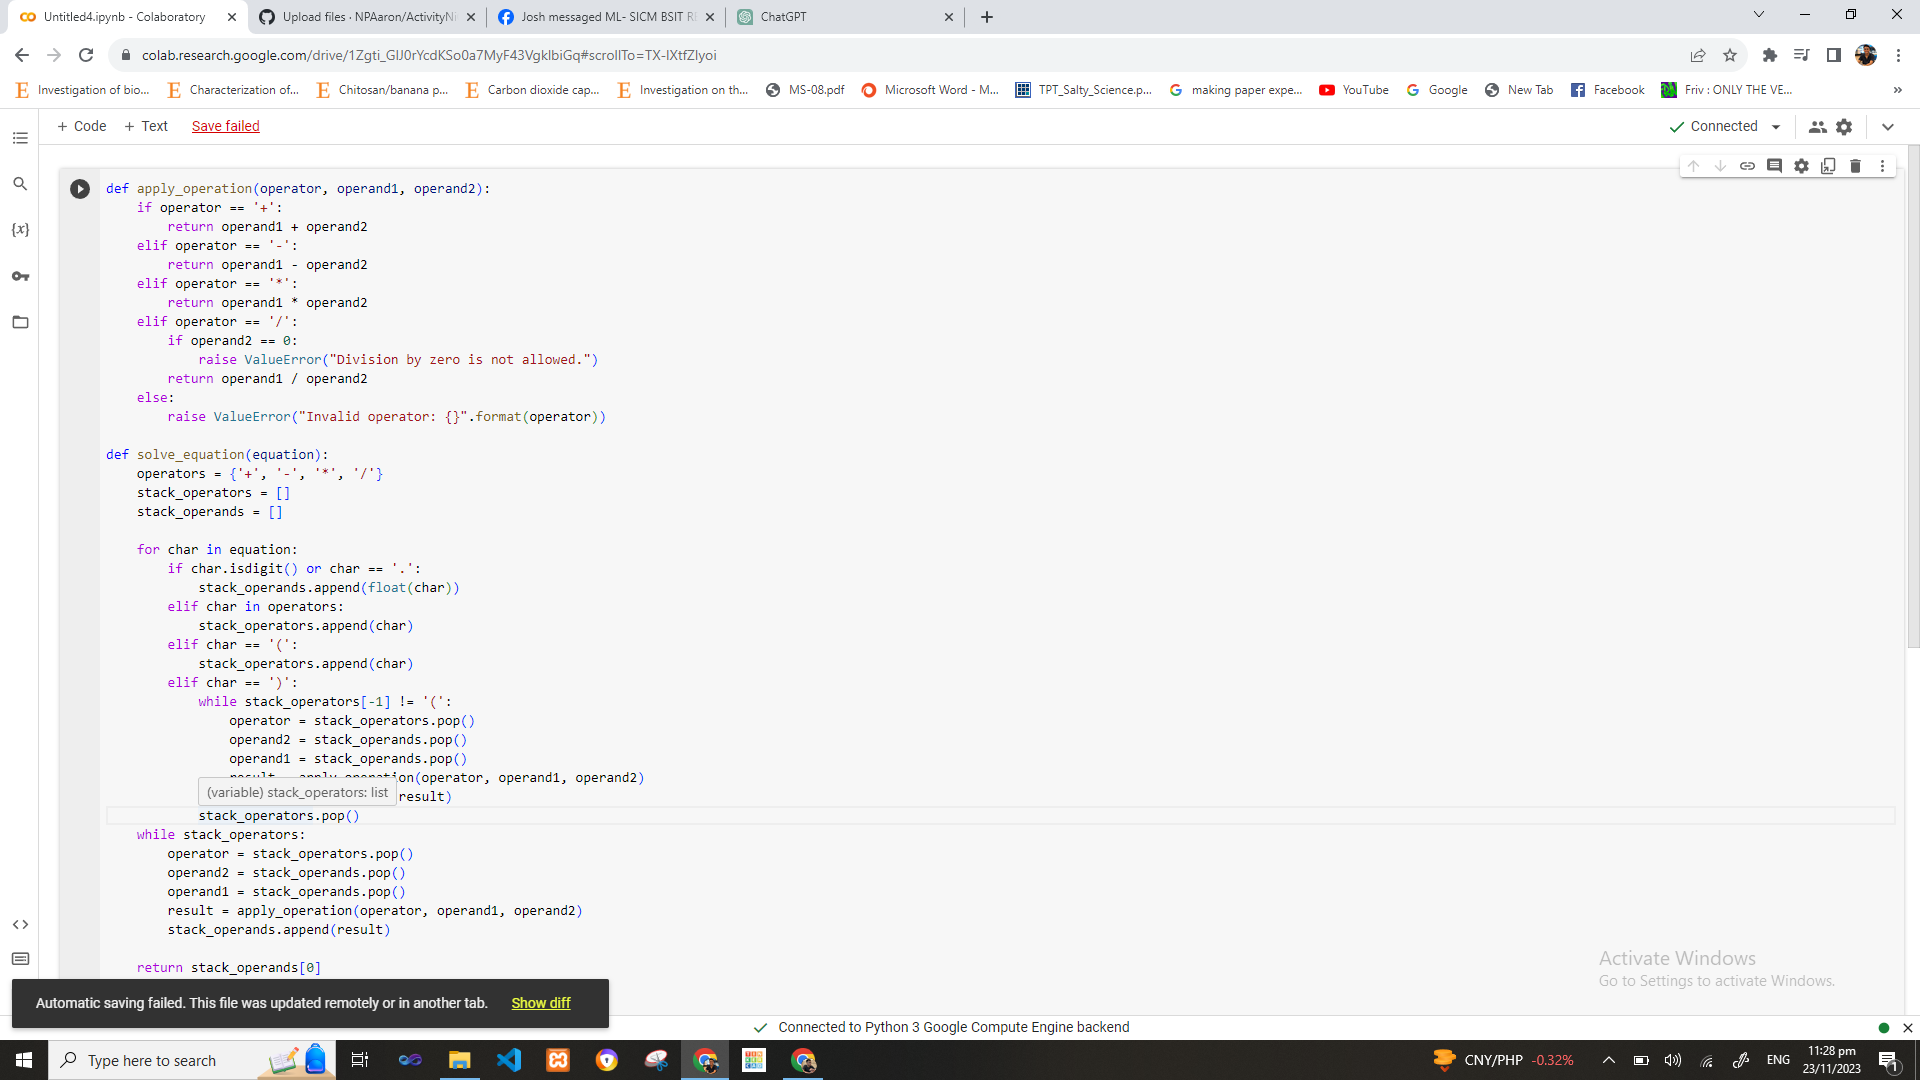 Untitled4.ipynb - Colaboratory
Upload files · NPAaron/ActivityNi
Josh messaged ML- SICM BSIT RE
ChatGPT
colab.research.google.com/drive/1Zgti_GlJ0rYcdKSo0a7MyF43VgkIbiGq#scrollTo=TX-lXtfZlyoi
Investigation of bio...
Characterization of...
Chitosan/banana p...
Carbon dioxide cap...
Investigation on th...
MS-08.pdf
Microsoft Word - M...
TPT_Salty_Science.p...
making paper expe...
YouTube
Google
New Tab
Facebook
Friv : ONLY THE VE...
»
+ Code + Text Save failed
Connected
def apply_operation(operator, operand1, operand2):
    if operator == '+':
        return operand1 + operand2
    elif operator == '-':
        return operand1 - operand2
    elif operator == '*':
        return operand1 * operand2
    elif operator == '/':
        if operand2 == 0:
            raise ValueError("Division by zero is not allowed.")
        return operand1 / operand2
    else:
        raise ValueError("Invalid operator: {}".format(operator))
def solve_equation(equation):
    operators = {'+', '-', '*', '/'}
    stack_operators = []
    stack_operands = []
    for char in equation:
        if char.isdigit() or char == '.':
            stack_operands.append(float(char))
        elif char in operators:
            stack_operators.append(char)
        elif char == '(':
            stack_operators.append(char)
        elif char == ')':
            while stack_operators[-1] != '(':
                operator = stack_operators.pop()
                operand2 = stack_operands.pop()
                operand1 = stack_operands.pop()
                result = apply_operation(operator, operand1, operand2)
(variable) stack_operators: list
result)
            stack_operators.pop()
    while stack_operators:
        operator = stack_operators.pop()
        operand2 = stack_operands.pop()
        operand1 = stack_operands.pop()
        result = apply_operation(operator, operand1, operand2)
        stack_operands.append(result)
    return stack_operands[0]
{x}
<>
Activate Windows
Go to Settings to activate Windows.
Automatic saving failed. This file was updated remotely or in another tab. Show diff
Connected to Python 3 Google Compute Engine backend
Type here to search
CNY/PHP -0.32%
ENG
11:28 pm
23/11/2023
1